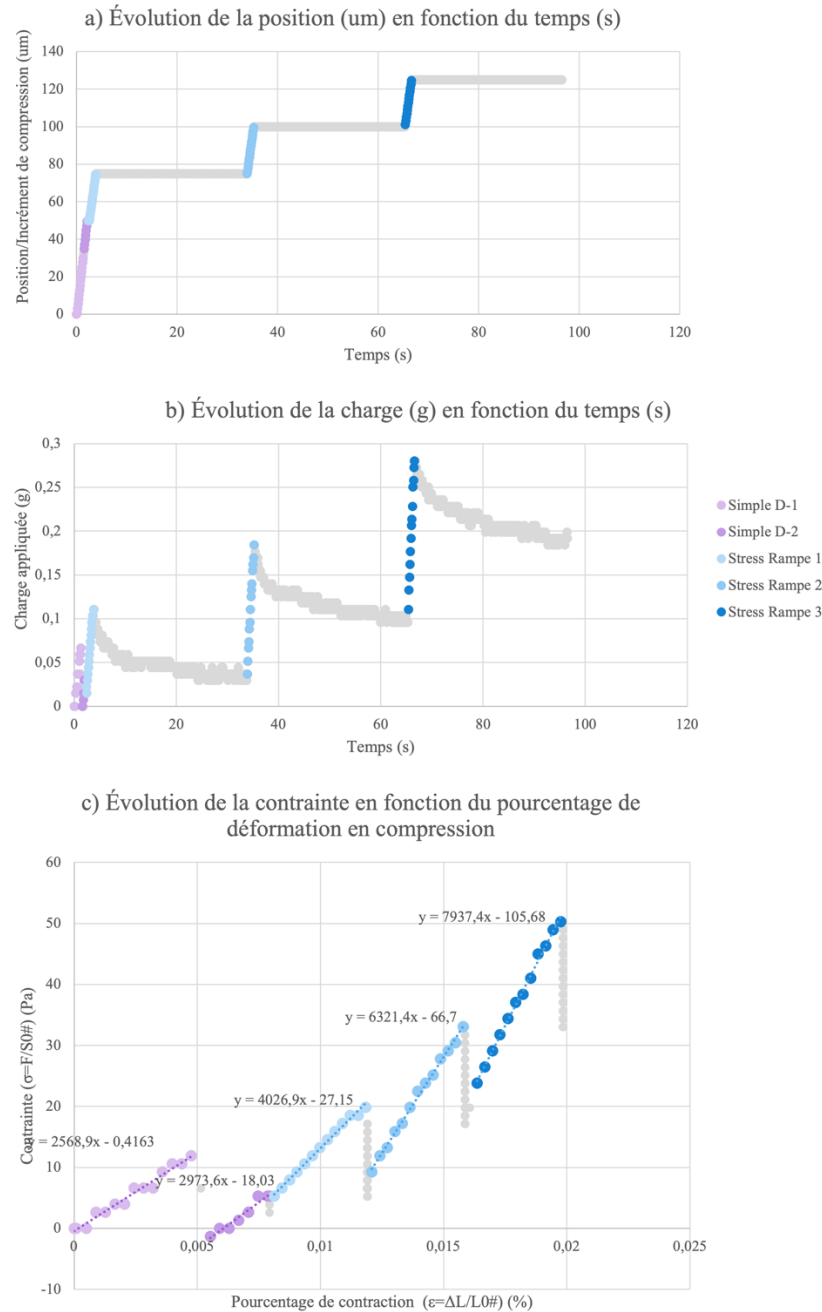 a) Évolution de la position (um) en fonction du temps (s)
Position/Incrément de compression (um)
140
120
100
80
60
40
20
0
0 20 40 60 80 100 120
Temps (s)
b) Évolution de la charge (g) en fonction du temps (s)
Charge appliquée (g)
0,3
0,25
0,2
0,15
0,1
0,05
0
0 20 40 60 80 100 120
Temps (s)
Simple D-1
Simple D-2
Stress Rampe 1
Stress Rampe 2
Stress Rampe 3
c) Évolution de la contrainte en fonction du pourcentage de
déformation en compression
Contrainte (σ=F/S0#) (Pa)
60
50
40
30
20
10
0
-10
y = 7937,4x - 105,68
y = 6321,4x - 66,7
y = 4026,9x - 27,15
y = 2568,9x - 0,4163
y = 2973,6x - 18,03
0 0,005 0,01 0,015 0,02 0,025
Pourcentage de contraction (ε=ΔL/L0#) (%)